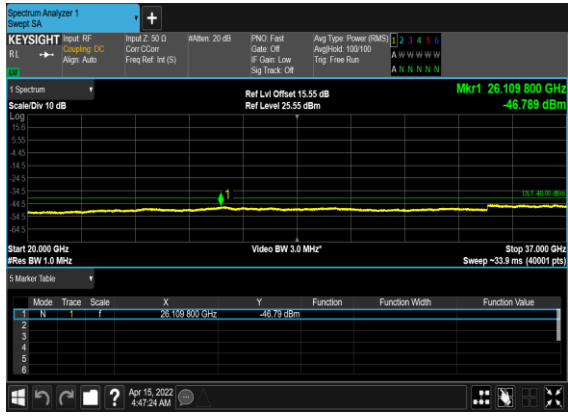 Spectrum Analyzer 1
Swept SA
+
KEYSIGHT Input: RF Input Z: 50 Ω #Atten: 20 dB PNO: Fast Avg Type: Power (RMS) 1 2 3 4 5 6
RL Coupling: DC Corr CCorr Gate: Off Avg|Hold: 100/100 A W W W W W
Align: Auto Freq Ref: Int (S) IF Gain: Low Trig: Free Run
Sig Track: Off A N N N N N
1 Spectrum Ref Lvl Offset 15.55 dB Mkr1 26.109 800 GHz
Scale/Div 10 dB Ref Level 25.55 dBm -46.789 dBm
Log
15.6
5.55
-4.45
-14.5
-24.5
-34.5
1
-44.5
-54.5
-64.5
Start 20.000 GHz Video BW 3.0 MHz* Stop 37.000 GHz
#Res BW 1.0 MHz Sweep ~33.9 ms (40001 pts)
5 Marker Table
Mode Trace Scale X Y Function Function Width Function Value
1 N 1 f 26.109 800 GHz -46.79 dBm
2
3
4
5
6
? Apr 15, 2022
4:47:24 AM